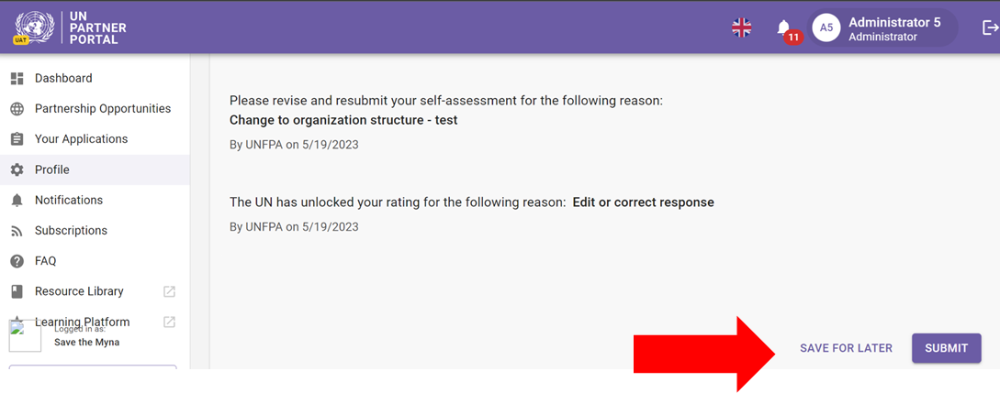 UN
PARTNER
PORTAL
UAT
11
A5
Administrator 5
Administrator
Dashboard
Partnership Opportunities
Your Applications
Profile
Notifications
Subscriptions
FAQ
Resource Library
Learning Platform
Logged in as:
Save the Myna
Please revise and resubmit your self-assessment for the following reason:
Change to organization structure - test
By UNFPA on 5/19/2023
The UN has unlocked your rating for the following reason: Edit or correct response
By UNFPA on 5/19/2023
SAVE FOR LATER
SUBMIT